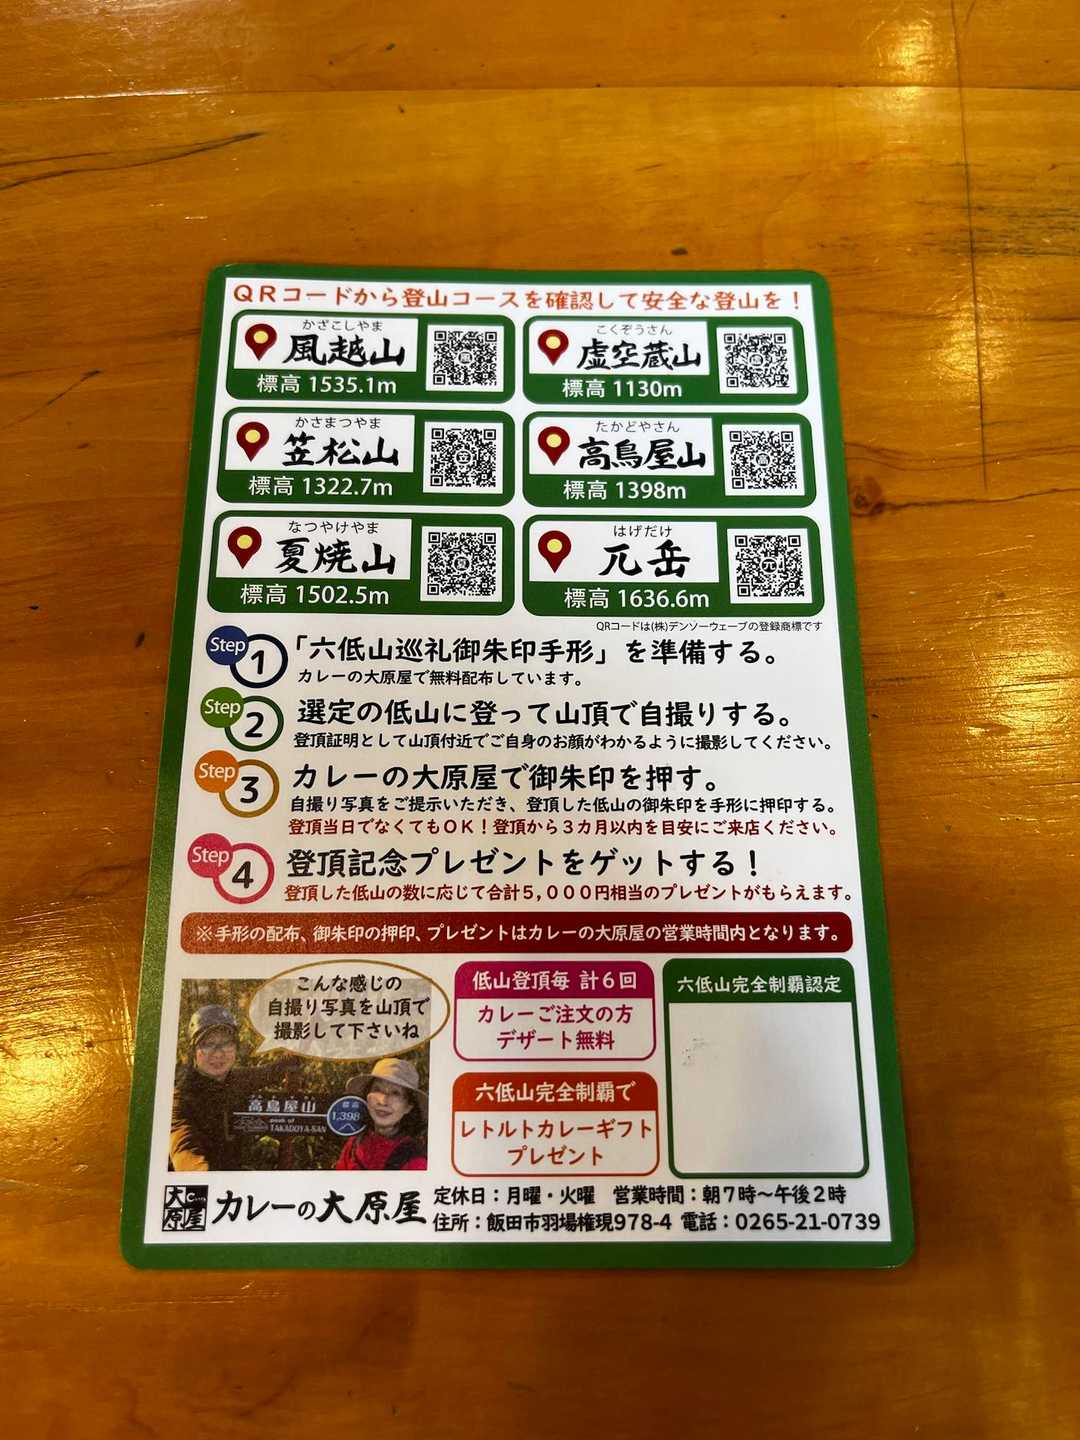 QRコードから登山コースを確認して安全な登山を！
かざこしやま
風越山
標高 1535.1m
こくぞうさん
虚空蔵山
標高 1130m
かさまつやま
笠松山
標高 1322.7m
たかどやさん
高鳥屋山
標高 1398m
なつやけやま
夏焼山
標高 1502.5m
はげだけ
兀岳
標高 1636.6m
QRコードは(株)デンソーウェーブの登録商標です
Step 1
「六低山巡礼御朱印手形」を準備する。
カレーの大原屋で無料配布しています。
Step 2
選定の低山に登って山頂で自撮りする。
登頂証明として山頂付近でご自身のお顔がわかるように撮影してください。
Step 3
カレーの大原屋で御朱印を押す。
自撮り写真をご提示いただき、登頂した低山の御朱印を手形に押印する。
登頂当日でなくてもOK！登頂から３カ月以内を目安にご来店ください。
Step 4
登頂記念プレゼントをゲットする！
登頂した低山の数に応じて合計５,０００円相当のプレゼントがもらえます。
※手形の配布、御朱印の押印、プレゼントはカレーの大原屋の営業時間内となります。
こんな感じの
自撮り写真を山頂で
撮影して下さいね
高鳥屋山
標高
1,398
peak of
TAKADOYA-SAN
低山登頂毎 計６回
カレーご注文の方
デザート無料
六低山完全制覇で
レトルトカレーギフト
プレゼント
六低山完全制覇認定
大原屋
カレーの大原屋
定休日：月曜・火曜 営業時間：朝７時～午後２時
住所：飯田市羽場権現978-4 電話：0265-21-0739